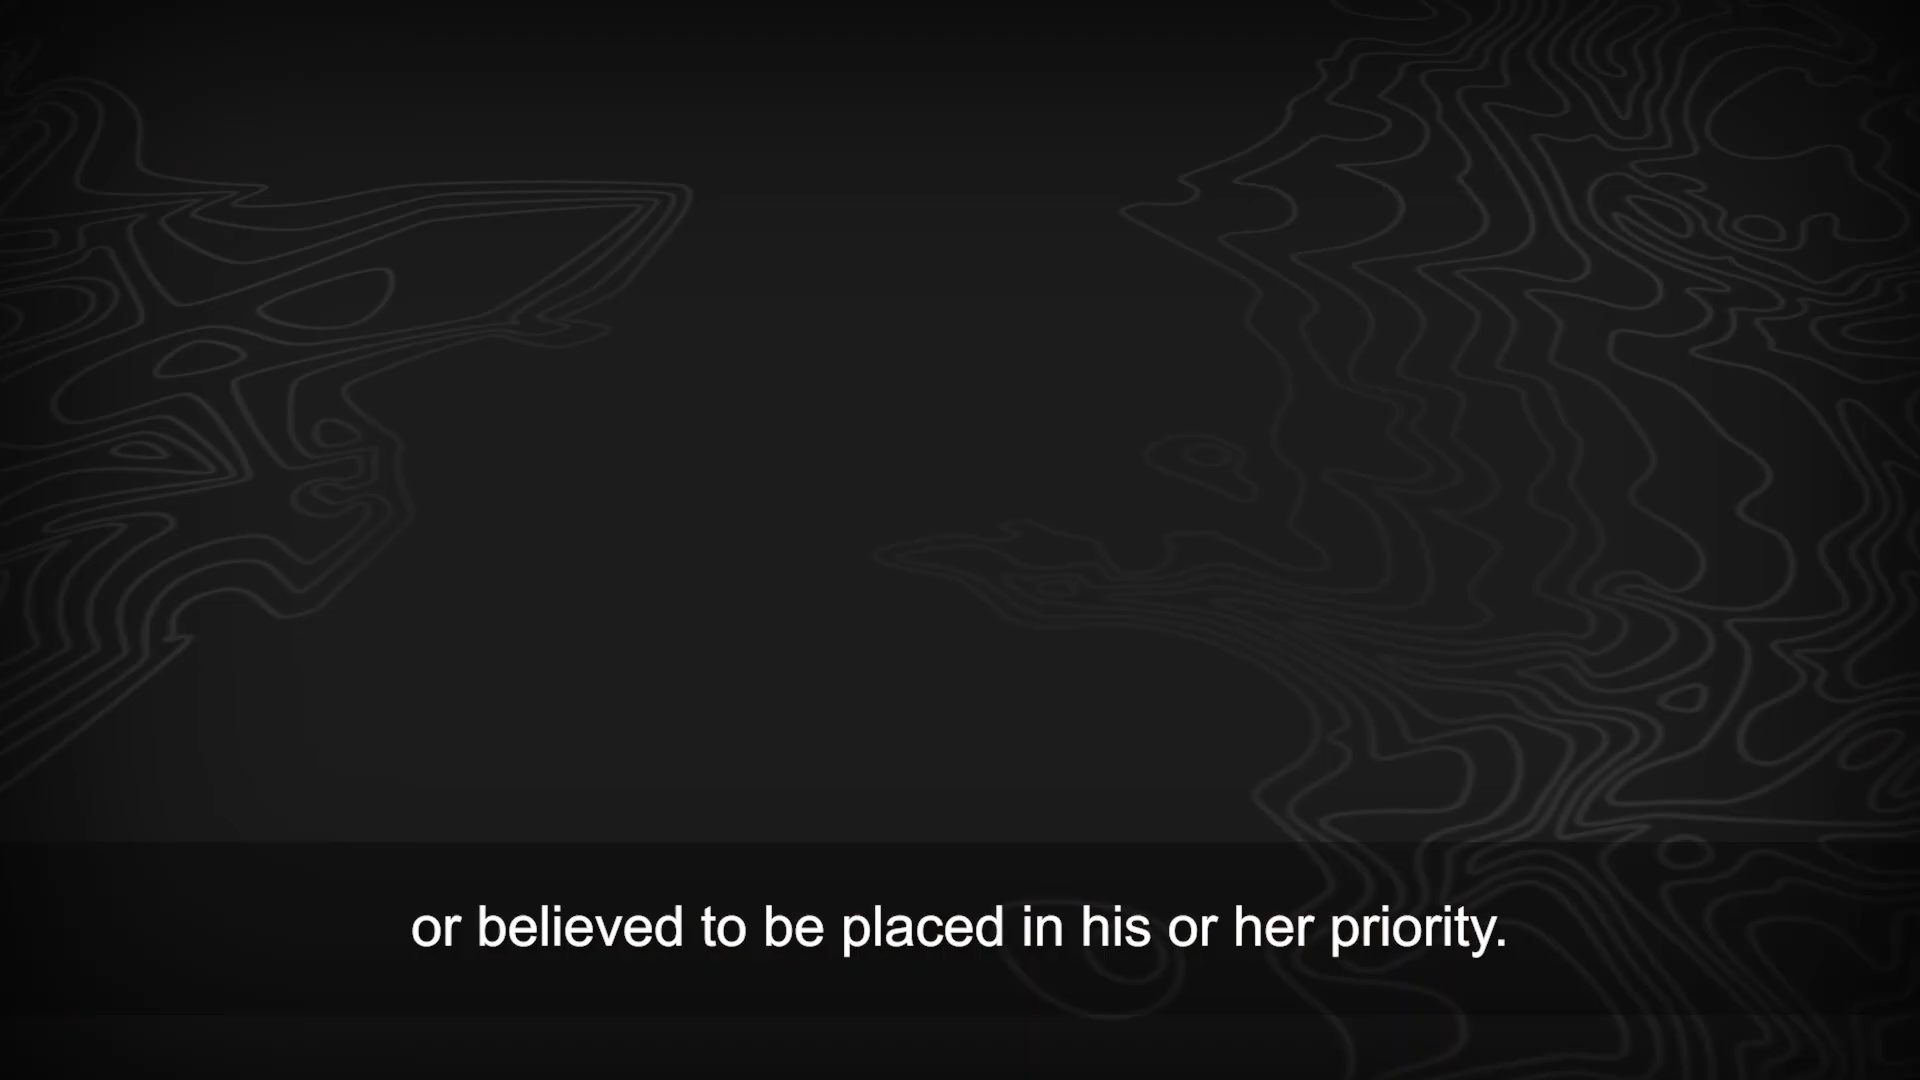 or believed to be placed in his or her priority.